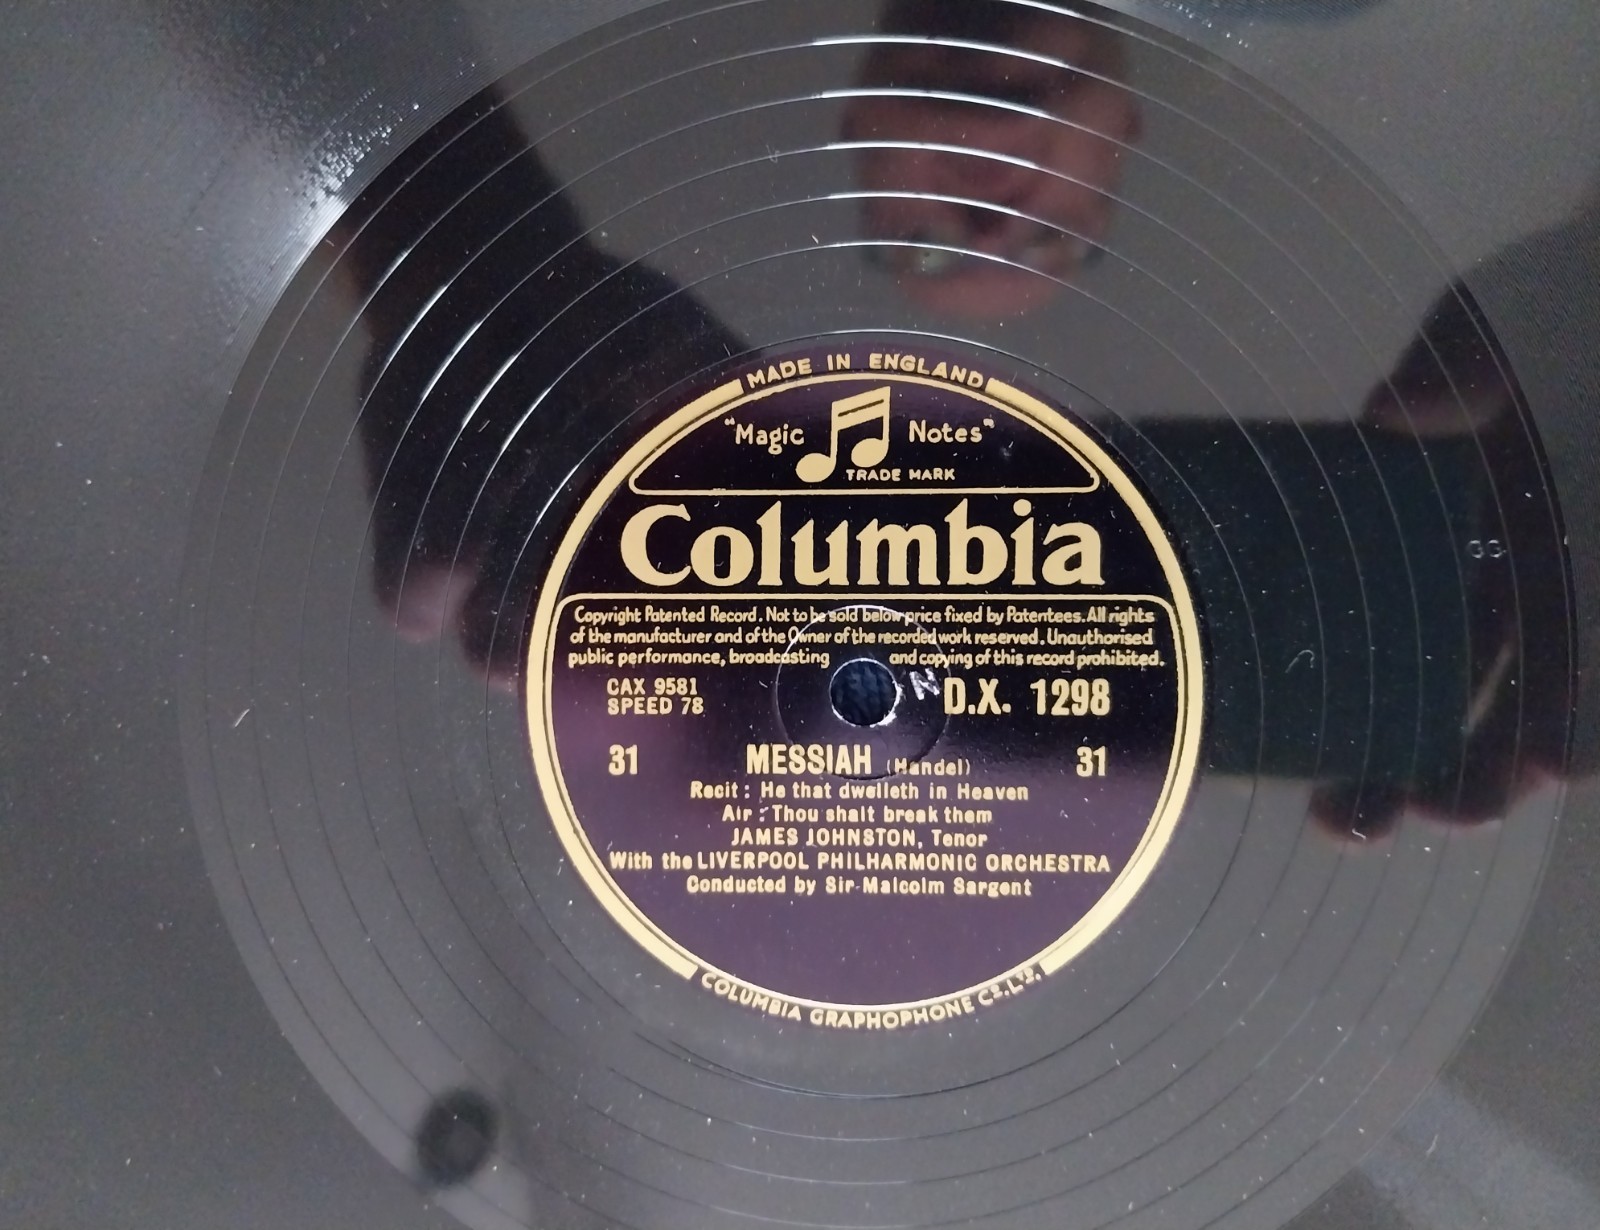 MADE IN ENGLAND
"Magic Notes"
TRADE MARK
Columbia
Copyright Patented Record. Not to be sold below price fixed by Patentees. All rights
of the manufacturer and of the Owner of the recorded work reserved. Unauthorised
public performance, broadcasting and copying of this record prohibited.
CAX 9581
SPEED 78
N D.X. 1298
31 MESSIAH (Handel) 31
Recit : He that dwelleth in Heaven
Air : Thou shalt break them
JAMES JOHNSTON, Tenor
With the LIVERPOOL PHILHARMONIC ORCHESTRA
Conducted by Sir Malcolm Sargent
COLUMBIA GRAPHOPHONE CO. LTD.